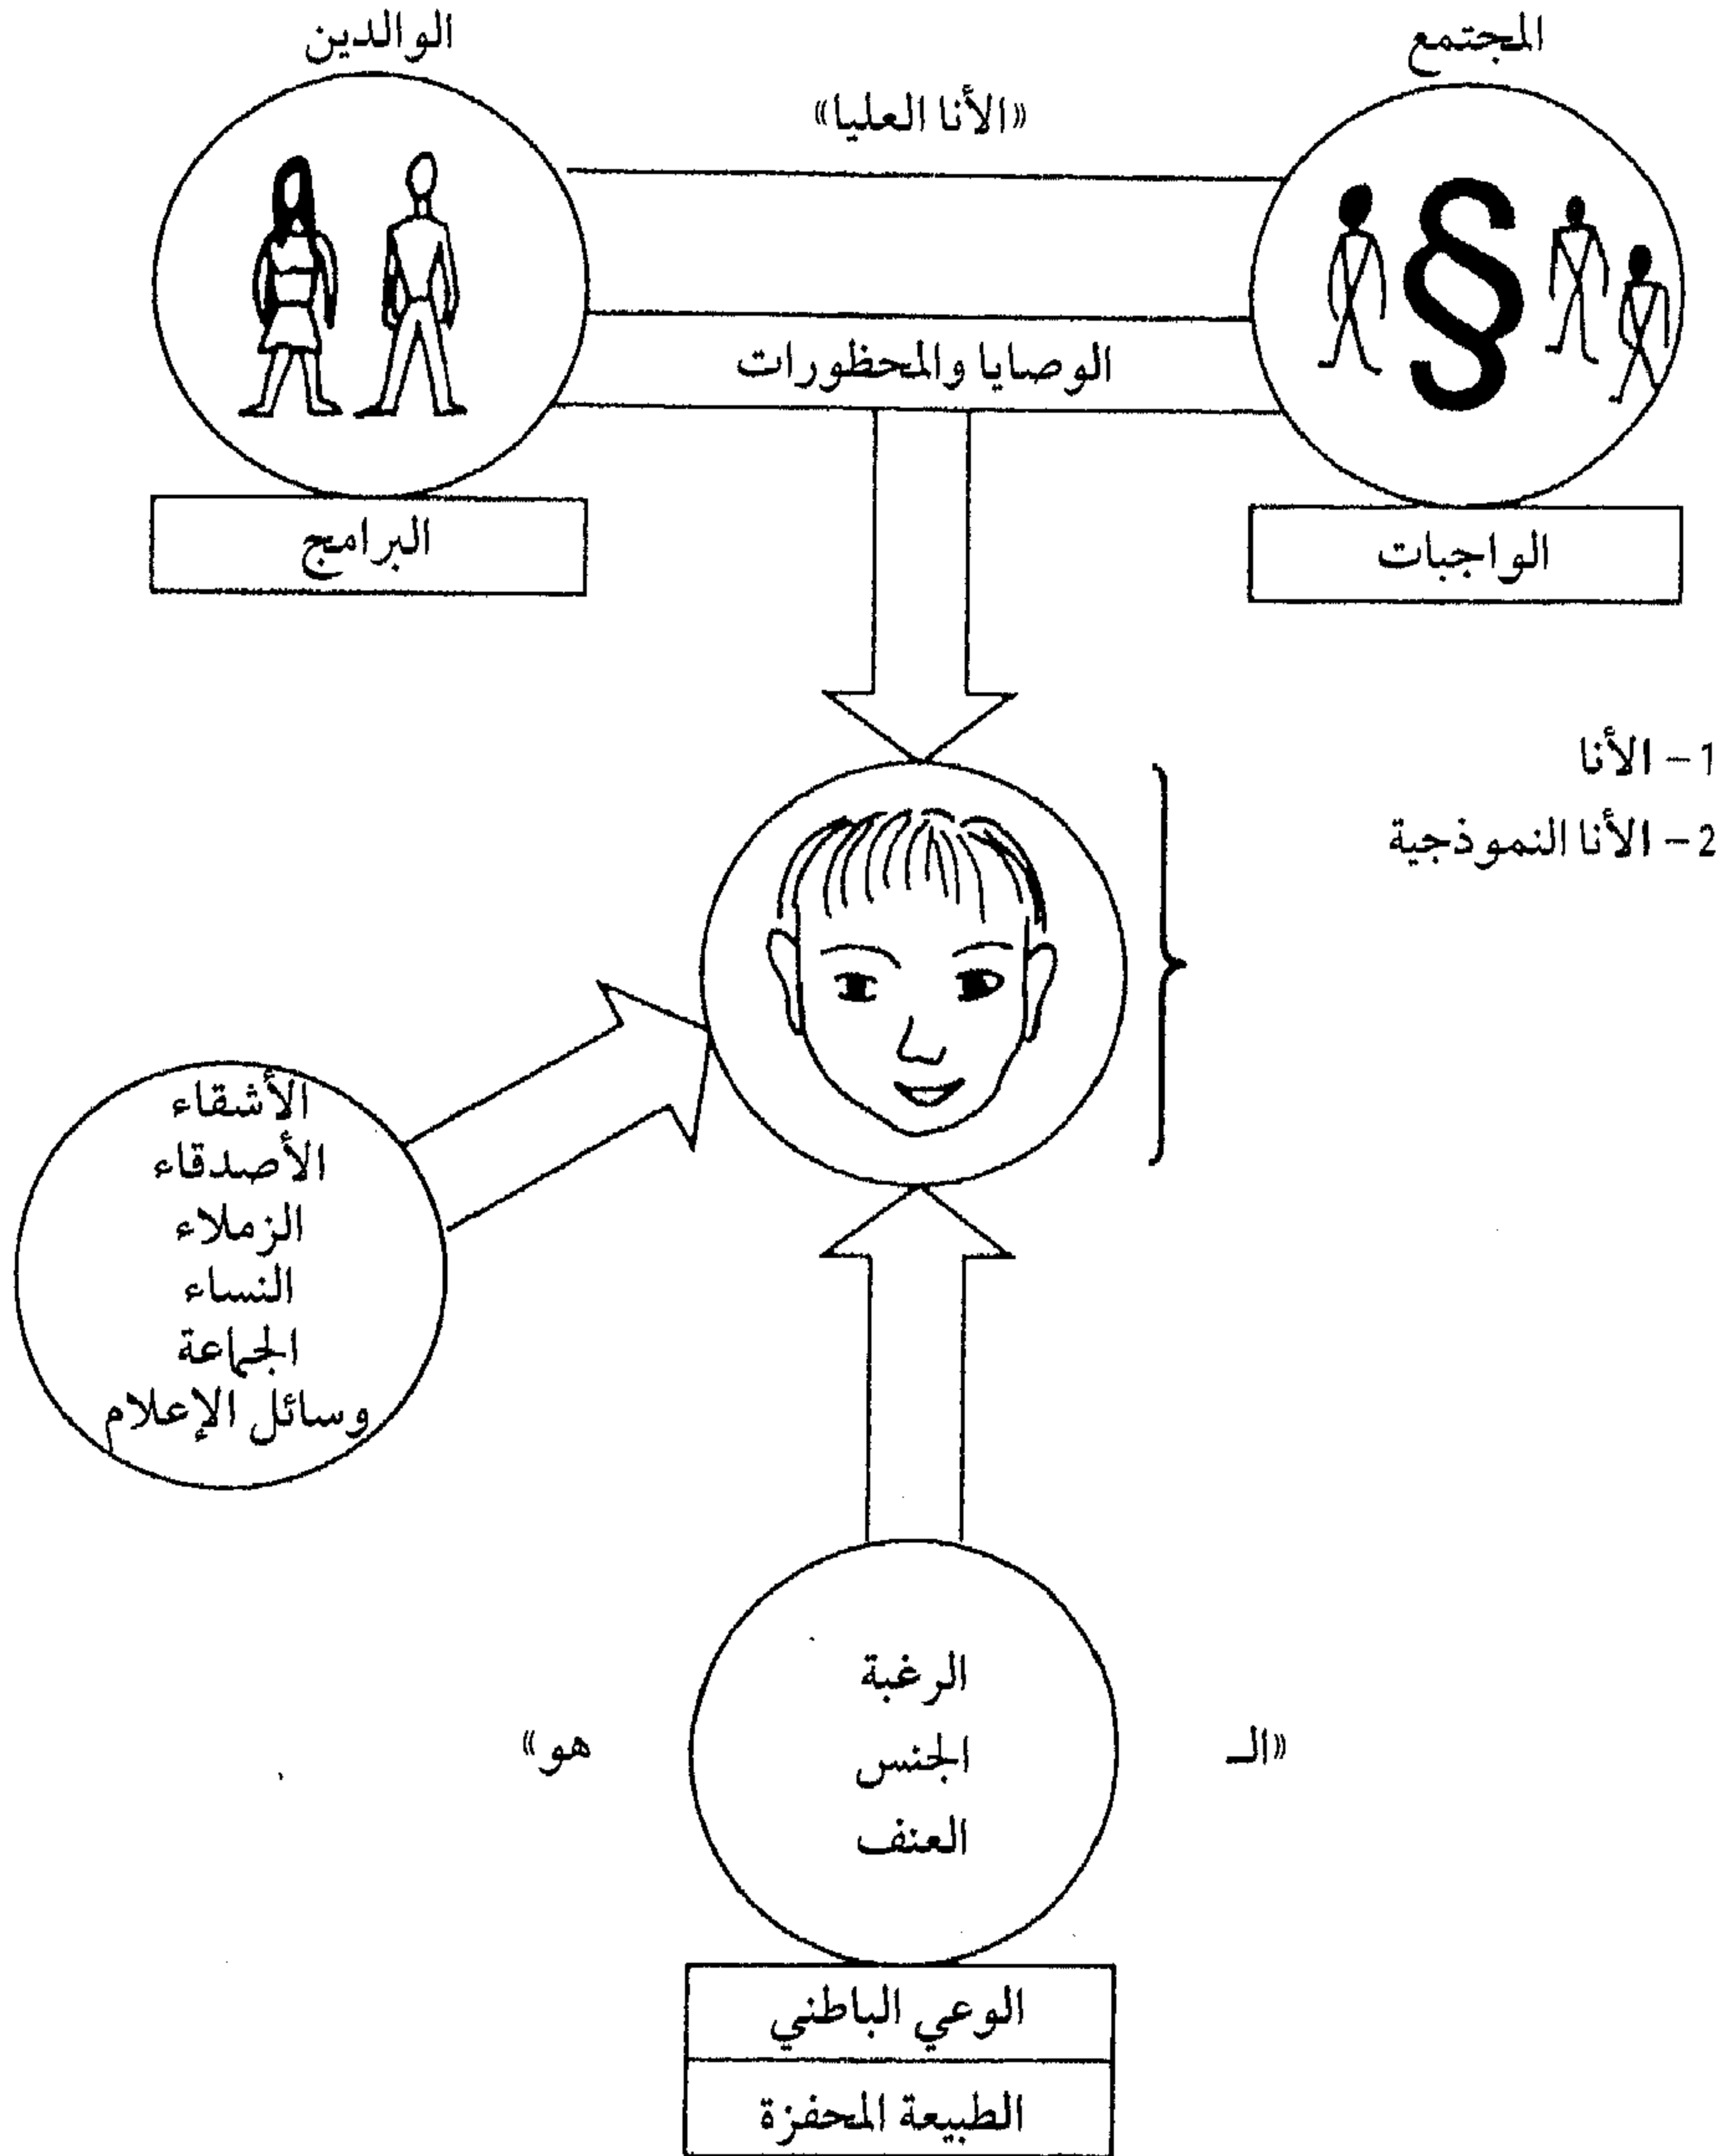 المجتمع
الوالدين
«الأنا العليا»
§
الوصايا والمحظورات
الواجبات
البرامج
1- الأنا
2- الأنا النموذجية
الأشقاء
الأصدقاء
الزملاء
النساء
الجماعة
وسائل الإعلام
الرغبة
«الـ
الجنس
هو»
العنف
الوعي الباطني
الطبيعة المحفزة